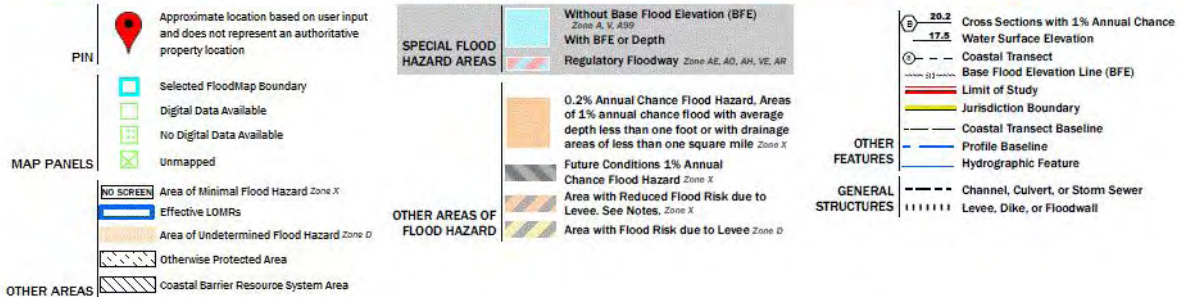 PIN
Approximate location based on user input
and does not represent an authoritative
property location
MAP PANELS
Selected FloodMap Boundary
Digital Data Available
No Digital Data Available
Unmapped
OTHER AREAS
NO SCREEN Area of Minimal Flood Hazard Zone X
Effective LOMRs
Area of Undetermined Flood Hazard Zone D
Otherwise Protected Area
Coastal Barrier Resource System Area
SPECIAL FLOOD
HAZARD AREAS
Without Base Flood Elevation (BFE)
Zone A, V, A99
With BFE or Depth
Regulatory Floodway Zone AE, AO, AH, VE, AR
OTHER AREAS OF
FLOOD HAZARD
0.2% Annual Chance Flood Hazard, Areas
of 1% annual chance flood with average
depth less than one foot or with drainage
areas of less than one square mile Zone X
Future Conditions 1% Annual
Chance Flood Hazard Zone X
Area with Reduced Flood Risk due to
Levee. See Notes. Zone X
Area with Flood Risk due to Levee Zone D
OTHER
FEATURES
B 20.2 Cross Sections with 1% Annual Chance
17.5 Water Surface Elevation
Coastal Transect
513 Base Flood Elevation Line (BFE)
Limit of Study
Jurisdiction Boundary
Coastal Transect Baseline
Profile Baseline
Hydrographic Feature
GENERAL
STRUCTURES
Channel, Culvert, or Storm Sewer
Levee, Dike, or Floodwall